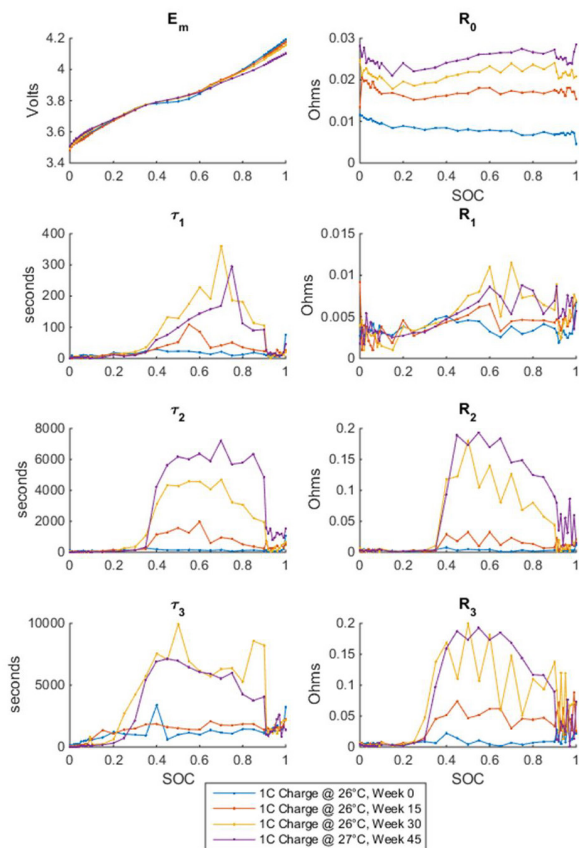 E_m
R_0
4.2
4
3.8
3.6
3.4
Volts
0 0.2 0.4 0.6 0.8 1
0.03
0.02
0.01
0
Ohms
0 0.2 0.4 0.6 0.8 1
SOC
τ_1
R_1
400
300
200
100
0
seconds
0 0.2 0.4 0.6 0.8 1
0.015
0.01
0.005
0
Ohms
0 0.2 0.4 0.6 0.8 1
τ_2
R_2
8000
6000
4000
2000
0
seconds
0 0.2 0.4 0.6 0.8 1
0.2
0.15
0.1
0.05
0
Ohms
0 0.2 0.4 0.6 0.8 1
τ_3
R_3
10000
5000
0
seconds
0 0.2 0.4 0.6 0.8 1
SOC
0.2
0.15
0.1
0.05
0
Ohms
0 0.2 0.4 0.6 0.8 1
SOC
1C Charge @ 26°C, Week 0
1C Charge @ 26°C, Week 15
1C Charge @ 26°C, Week 30
1C Charge @ 27°C, Week 45